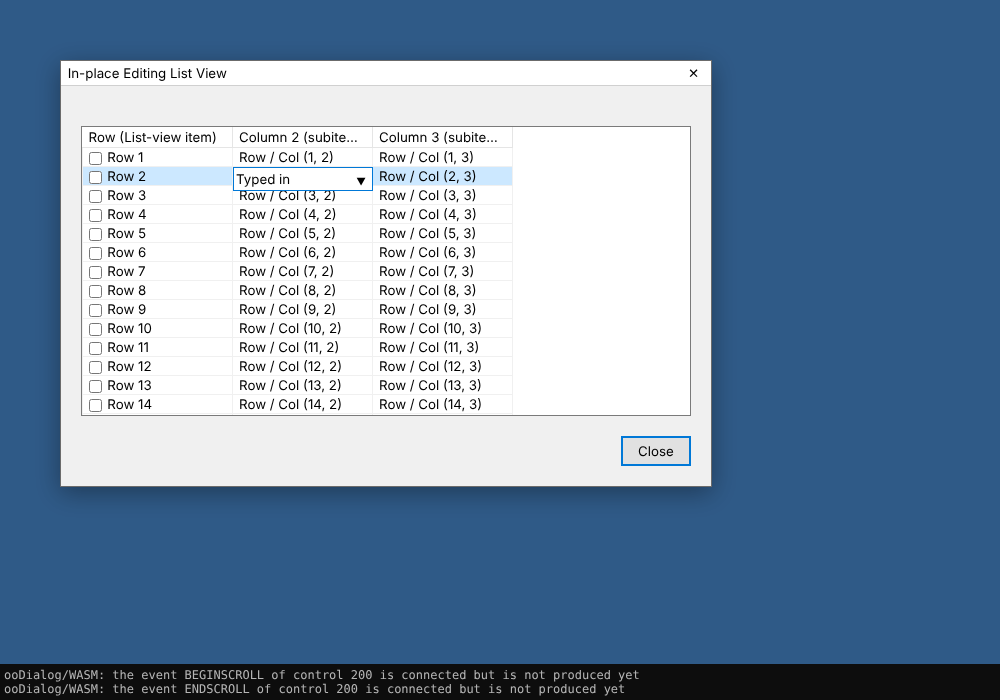 In-place Editing List View ✕
Row (List-view item) Column 2 (subite... Column 3 (subite...
Row 1 Row / Col (1, 2) Row / Col (1, 3)
Row 2 Typed in ▼ Row / Col (2, 3)
Row 3 Row / Col (3, 2) Row / Col (3, 3)
Row 4 Row / Col (4, 2) Row / Col (4, 3)
Row 5 Row / Col (5, 2) Row / Col (5, 3)
Row 6 Row / Col (6, 2) Row / Col (6, 3)
Row 7 Row / Col (7, 2) Row / Col (7, 3)
Row 8 Row / Col (8, 2) Row / Col (8, 3)
Row 9 Row / Col (9, 2) Row / Col (9, 3)
Row 10 Row / Col (10, 2) Row / Col (10, 3)
Row 11 Row / Col (11, 2) Row / Col (11, 3)
Row 12 Row / Col (12, 2) Row / Col (12, 3)
Row 13 Row / Col (13, 2) Row / Col (13, 3)
Row 14 Row / Col (14, 2) Row / Col (14, 3)
Close
ooDialog/WASM: the event BEGINSCROLL of control 200 is connected but is not produced yet
ooDialog/WASM: the event ENDSCROLL of control 200 is connected but is not produced yet